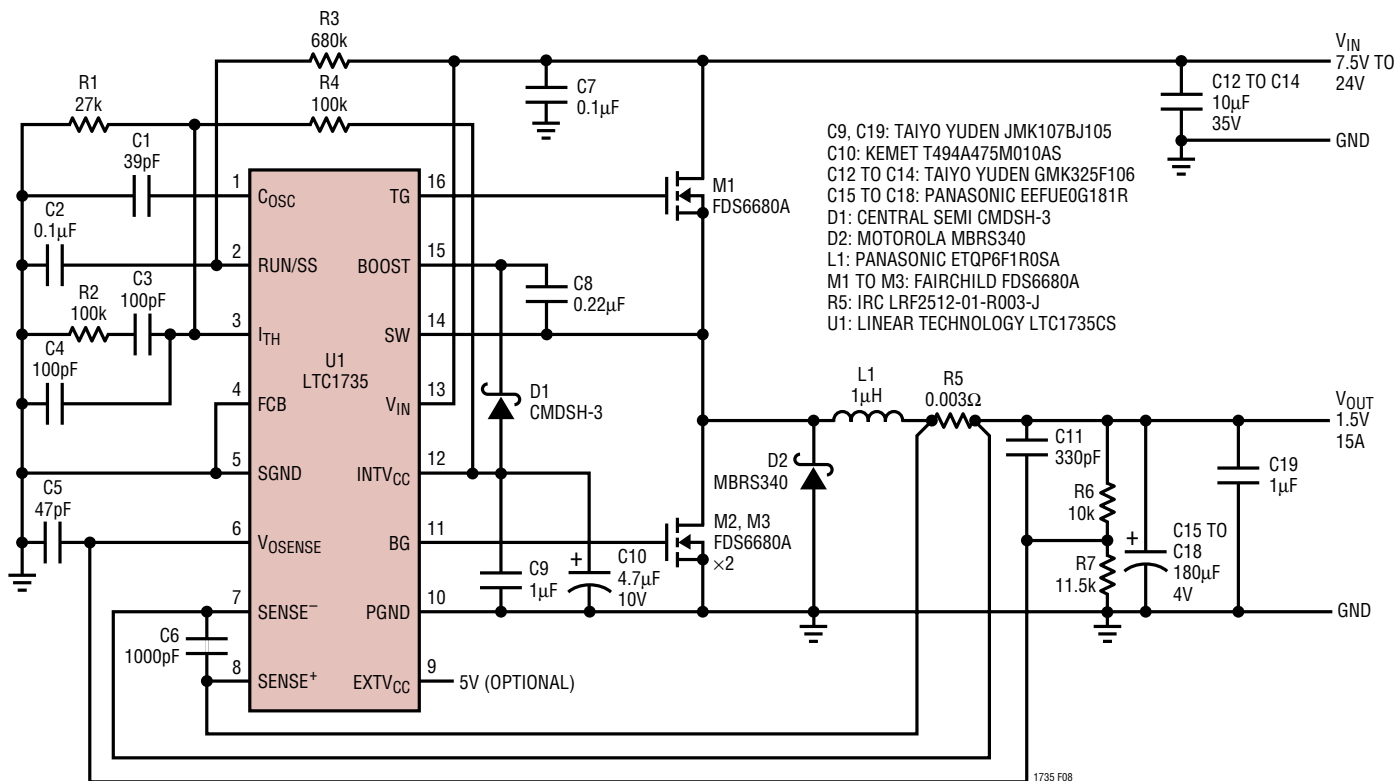 R3
680k
R1
27k
R4
100k
C1
39pF
C2
0.1µF
R2
100k
C3
100pF
C4
100pF
C5
47pF
C6
1000pF
1
COSC
2
RUN/SS
3
ITH
4
FCB
5
SGND
6
VOSENSE
7
SENSE–
8
SENSE+
U1
LTC1735
TG
16
BOOST
15
SW
14
VIN
13
INTVCC
12
BG
11
PGND
10
EXTVCC
9
5V (OPTIONAL)
C7
0.1µF
C8
0.22µF
D1
CMDSH-3
C9
1µF
C10
4.7µF
10V
+
M1
FDS6680A
M2, M3
FDS6680A
×2
D2
MBRS340
L1
1µH
R5
0.003Ω
C11
330pF
R6
10k
R7
11.5k
+
C15 TO
C18
180µF
4V
C19
1µF
C12 TO C14
10µF
35V
VIN
7.5V TO
24V
GND
C9, C19: TAIYO YUDEN JMK107BJ105
C10: KEMET T494A475M010AS
C12 TO C14: TAIYO YUDEN GMK325F106
C15 TO C18: PANASONIC EEFUE0G181R
D1: CENTRAL SEMI CMDSH-3
D2: MOTOROLA MBRS340
L1: PANASONIC ETQP6F1R0SA
M1 TO M3: FAIRCHILD FDS6680A
R5: IRC LRF2512-01-R003-J
U1: LINEAR TECHNOLOGY LTC1735CS
VOUT
1.5V
15A
GND
1735 F08